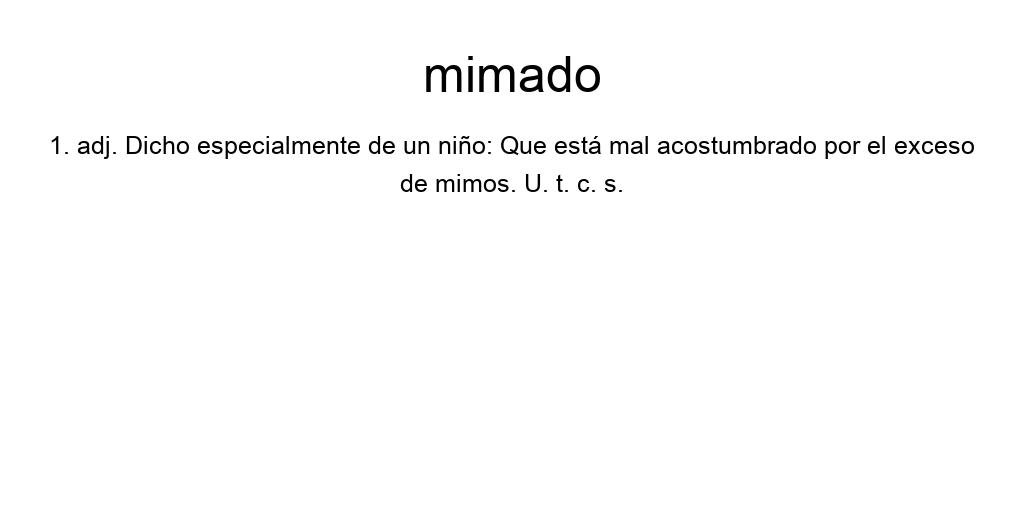 mimado
1. adj. Dicho especialmente de un niño: Que está mal acostumbrado por el exceso
de mimos. U. t. c. s.